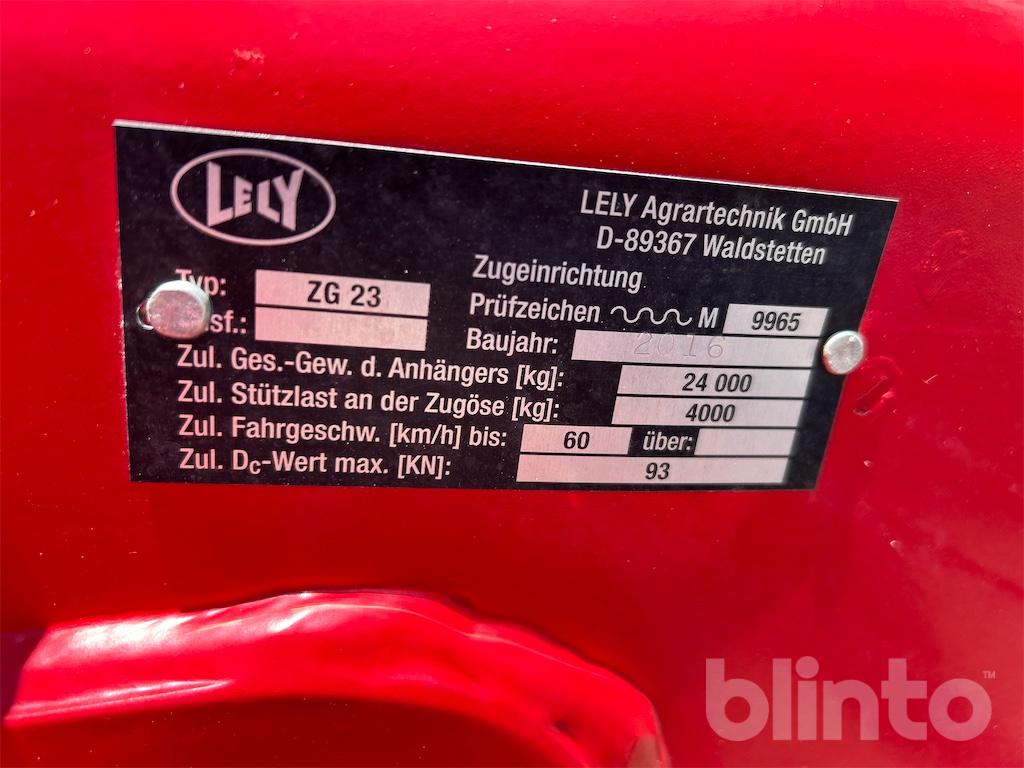 LELY
LELY Agrartechnik GmbH
D-89367 Waldstetten
Typ: ZG 23
sf.:
Zugeinrichtung
Prüfzeichen M 9965
Baujahr: 2016
Zul. Ges.-Gew. d. Anhängers [kg]: 24 000
Zul. Stützlast an der Zugöse [kg]: 4000
Zul. Fahrgeschw. [km/h] bis: 60 über:
Zul. Dc-Wert max. [KN]: 93
blinto™